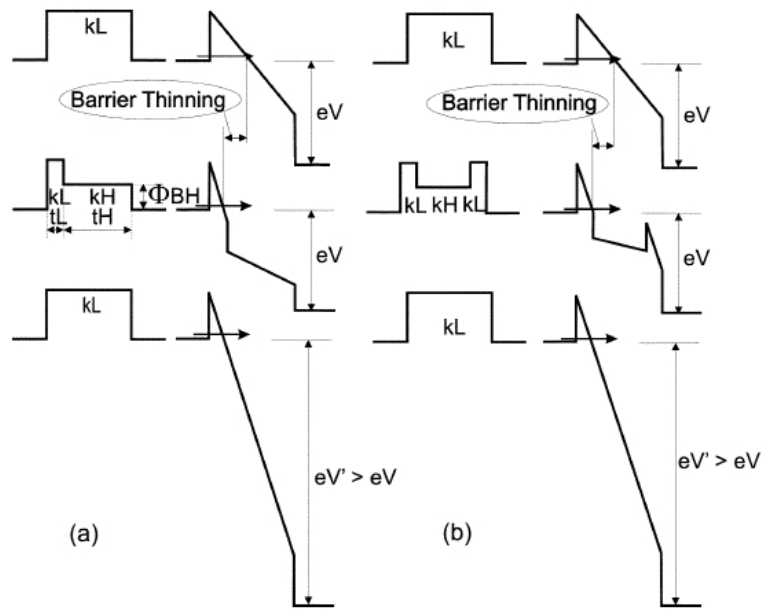 kL
Barrier Thinning
eV
kL kH ΦBH
tL tH
eV
kL
eV' > eV
(a)
kL
Barrier Thinning
eV
kL kH kL
eV
kL
eV' > eV
(b)